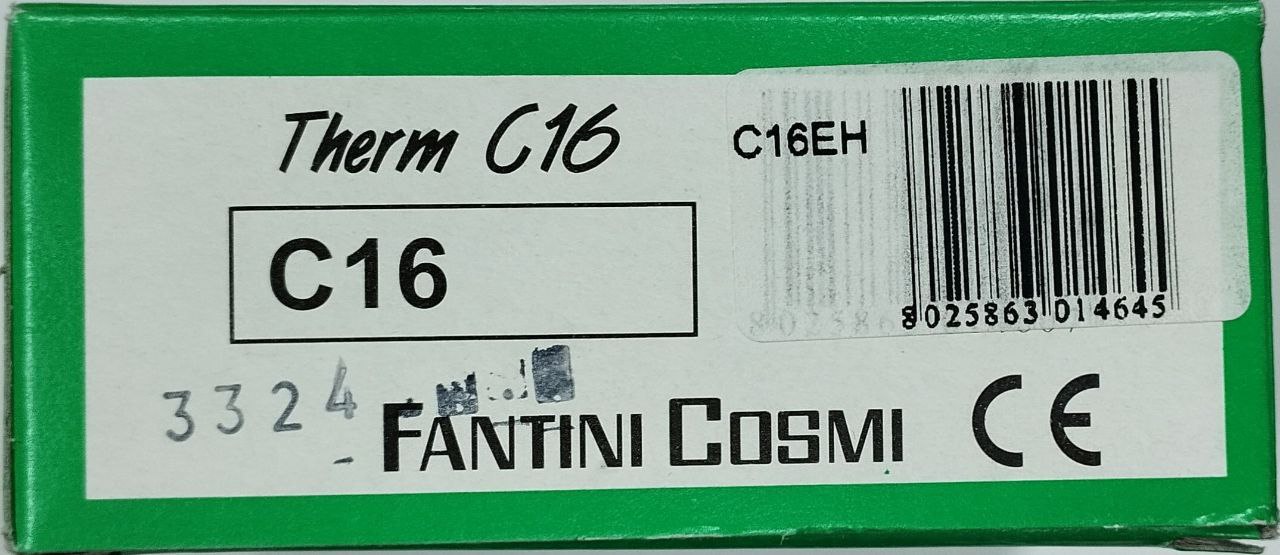 Therm C16
C16EH
C16
8025863 014645
3324
FANTINI COSMI CE